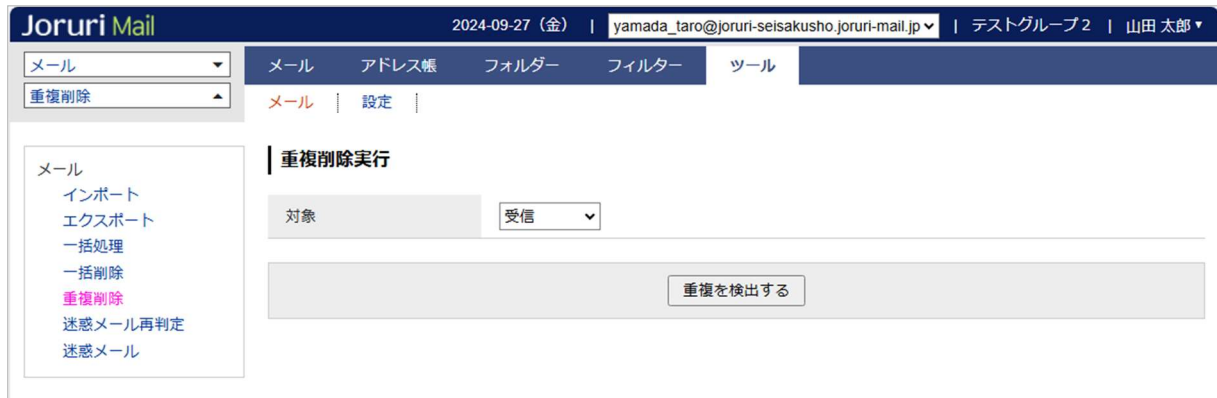 Joruri Mail
2024-09-27（金） | yamada_taro@joruri-seisakusho.joruri-mail.jp | テストグループ２ | 山田 太郎▼
メール
重複削除
メール アドレス帳 フォルダー フィルター ツール
メール 設定
メール
インポート
エクスポート
一括処理
一括削除
重複削除
迷惑メール再判定
迷惑メール
重複削除実行
対象 受信
重複を検出する